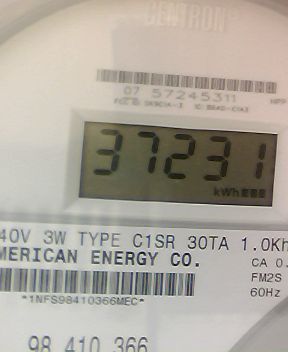 CENTRON®
07 57245311
37231
kWh
40V 3W TYPE C1SR 30TA 1.0Kh
MERICAN ENERGY CO.
CA 0.
FM2S
60Hz
*1NFS98410366MEC*
98 410 366